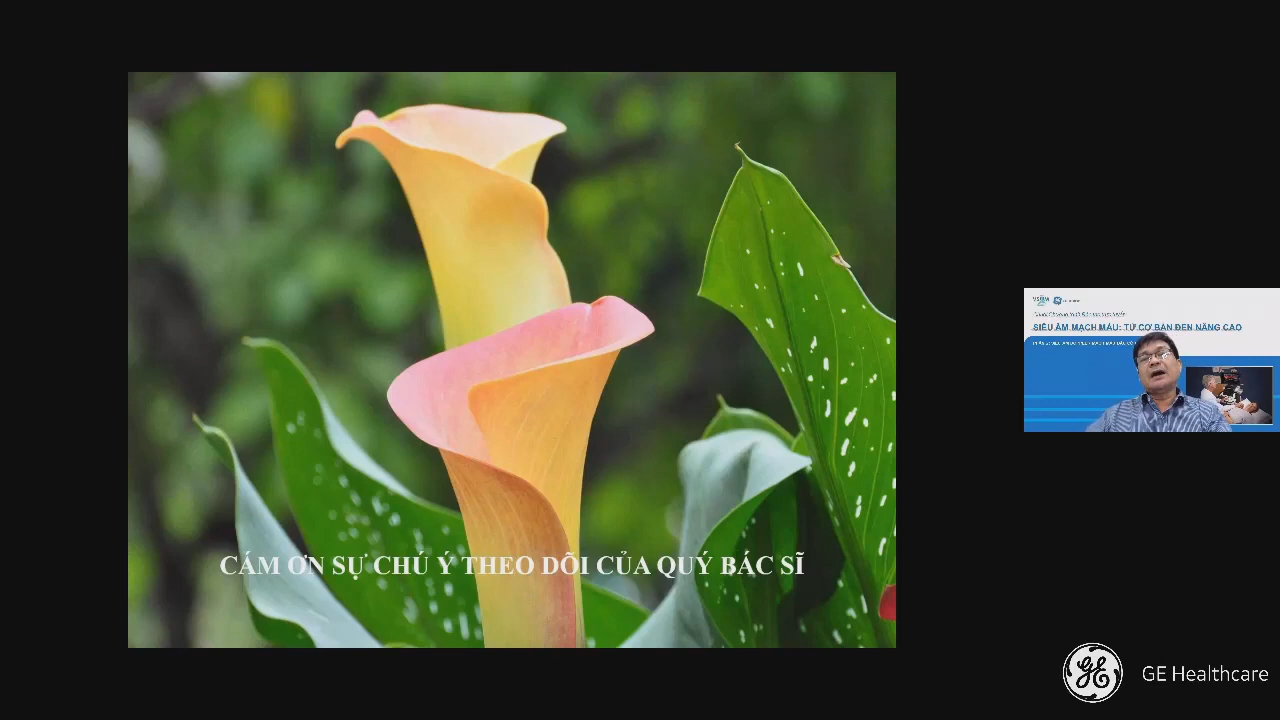 CÁM ƠN SỰ CHÚ Ý THEO DÕI CỦA QUÝ BÁC SĨ
SIÊU ÂM MẠCH MÁU: TỪ CƠ BẢN ĐẾN NÂNG CAO
GE Healthcare